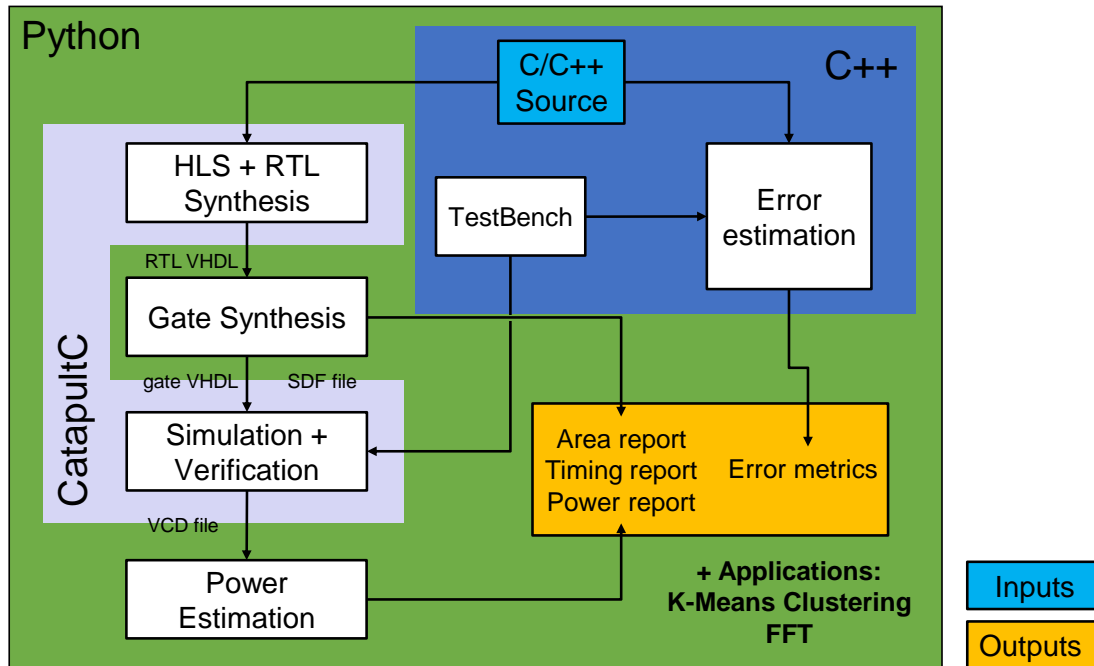 Python
C++
C/C++
Source
HLS + RTL
Synthesis
TestBench
Error
estimation
RTL VHDL
Gate Synthesis
CatapultC
gate VHDL
SDF file
Simulation +
Verification
Area report
Timing report
Power report
Error metrics
VCD file
Power
Estimation
+ Applications:
K-Means Clustering
FFT
Inputs
Outputs